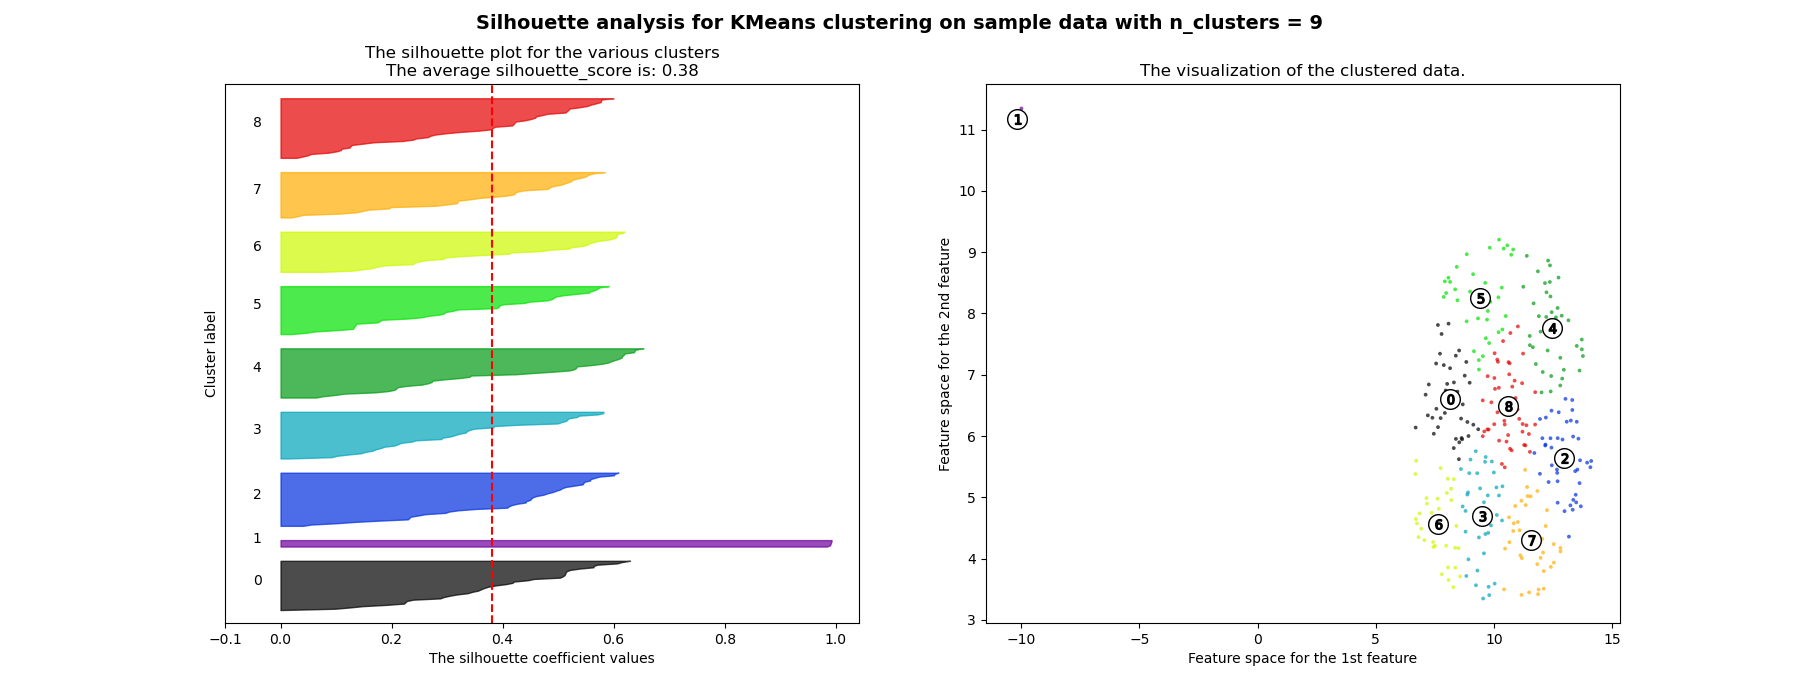 Silhouette analysis for KMeans clustering on sample data with n_clusters = 9
The silhouette plot for the various clusters
The average silhouette_score is: 0.38
8
7
6
5
4
3
2
1
0
Cluster label
−0.1 0.0 0.2 0.4 0.6 0.8 1.0
The silhouette coefficient values
The visualization of the clustered data.
11
10
9
8
7
6
5
4
3
Feature space for the 2nd feature
1
5
4
0
8
2
3
6
7
−10 −5 0 5 10 15
Feature space for the 1st feature